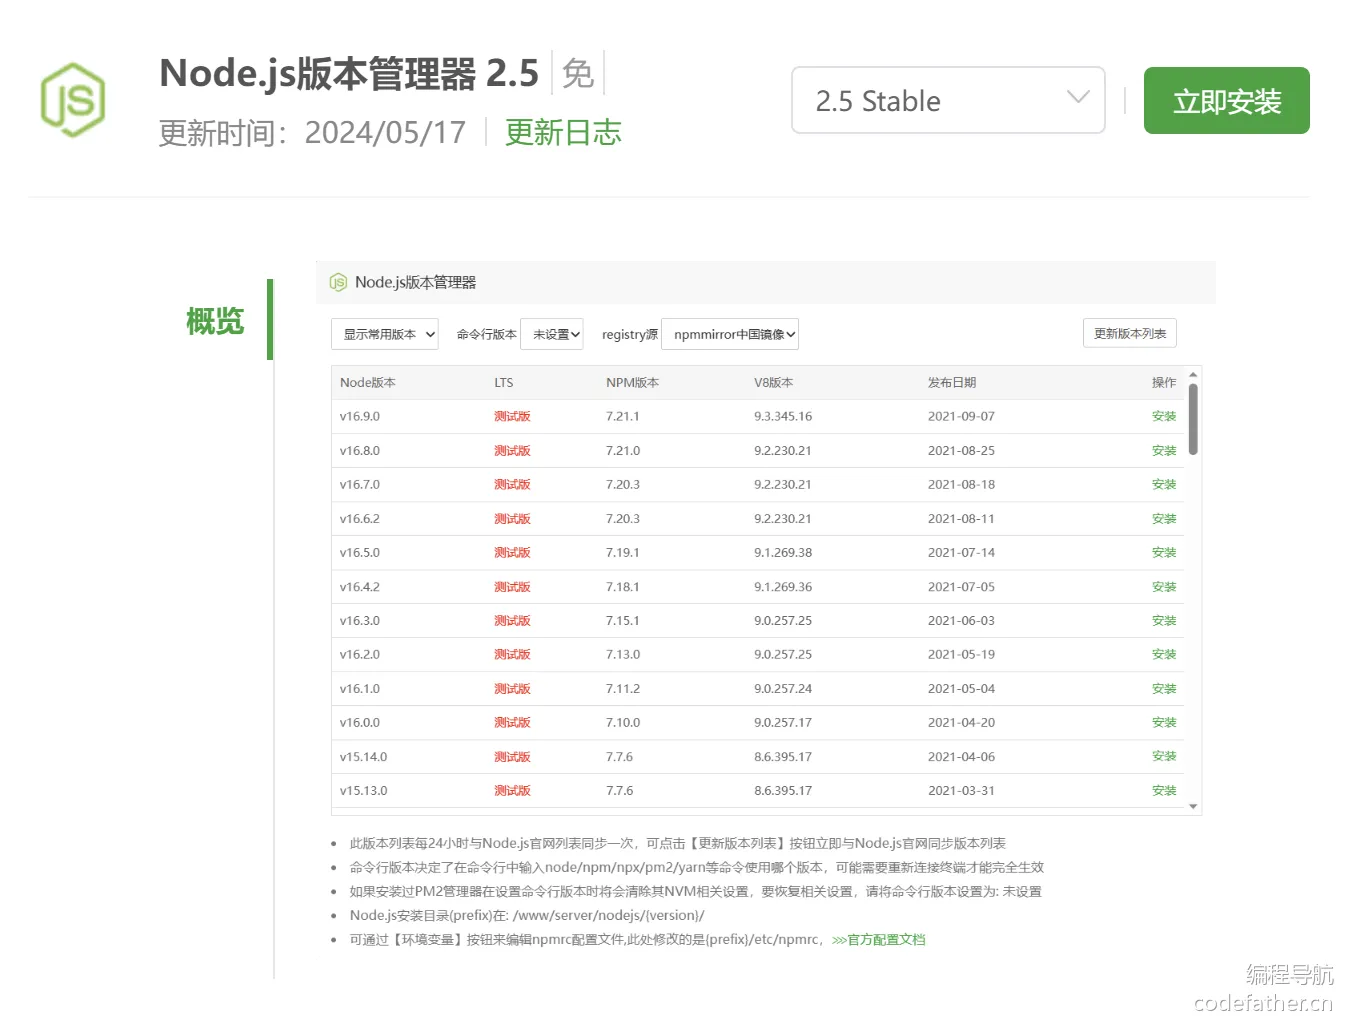 Node.js版本管理器 2.5 免
更新时间：2024/05/17 更新日志
2.5 Stable
立即安装
概览
Node.js版本管理器
显示常用版本 命令行版本 未设置 registry源 npmmirror中国镜像 更新版本列表
Node版本 LTS NPM版本 V8版本 发布日期 操作
v16.9.0 测试版 7.21.1 9.3.345.16 2021-09-07 安装
v16.8.0 测试版 7.21.0 9.2.230.21 2021-08-25 安装
v16.7.0 测试版 7.20.3 9.2.230.21 2021-08-18 安装
v16.6.2 测试版 7.20.3 9.2.230.21 2021-08-11 安装
v16.5.0 测试版 7.19.1 9.1.269.38 2021-07-14 安装
v16.4.2 测试版 7.18.1 9.1.269.36 2021-07-05 安装
v16.3.0 测试版 7.15.1 9.0.257.25 2021-06-03 安装
v16.2.0 测试版 7.13.0 9.0.257.25 2021-05-19 安装
v16.1.0 测试版 7.11.2 9.0.257.24 2021-05-04 安装
v16.0.0 测试版 7.10.0 9.0.257.17 2021-04-20 安装
v15.14.0 测试版 7.7.6 8.6.395.17 2021-04-06 安装
v15.13.0 测试版 7.7.6 8.6.395.17 2021-03-31 安装
此版本列表每24小时与Node.js官网列表同步一次，可点击【更新版本列表】按钮立即与Node.js官网同步版本列表
命令行版本决定了在命令行中输入node/npm/npx/pm2/yarn等命令使用哪个版本，可能需要重新连接终端才能完全生效
如果安装过PM2管理器在设置命令行版本时将会清除其NVM相关设置，要恢复相关设置，请将命令行版本设置为: 未设置
Node.js安装目录(prefix)在: /www/server/nodejs/{version}/
可通过【环境变量】按钮来编辑npmrc配置文件,此处修改的是{prefix}/etc/npmrc，>>>官方配置文档
编程导航
codefather.cn